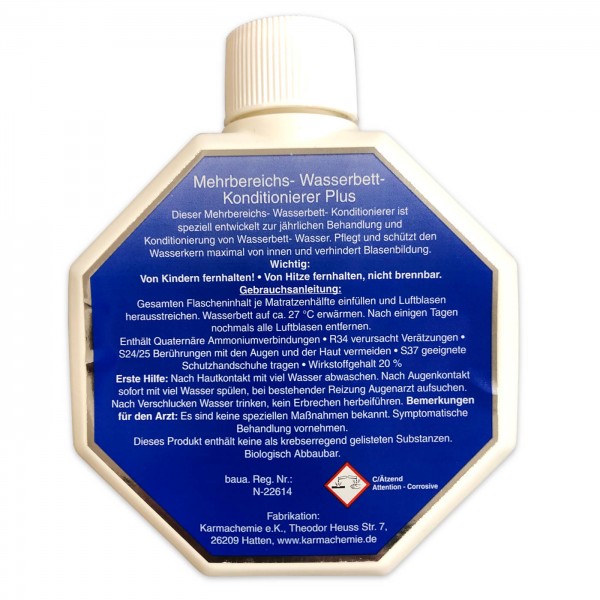 Mehrbereichs- Wasserbett-
Konditionierer Plus
Dieser Mehrbereichs- Wasserbett- Konditionierer ist
speziell entwickelt zur jährlichen Behandlung und
Konditionierung von Wasserbett- Wasser. Pflegt und schützt den
Wasserkern maximal von innen und verhindert Blasenbildung.
Wichtig:
Von Kindern fernhalten! • Von Hitze fernhalten, nicht brennbar.
Gebrauchsanleitung:
Gesamten Flascheninhalt je Matratzenhälfte einfüllen und Luftblasen
herausstreichen. Wasserbett auf ca. 27 °C erwärmen. Nach einigen Tagen
nochmals alle Luftblasen entfernen.
Enthält Quaternäre Ammoniumverbindungen • R34 verursacht Verätzungen •
S24/25 Berührungen mit den Augen und der Haut vermeiden • S37 geeignete
Schutzhandschuhe tragen • Wirkstoffgehalt 20 %
Erste Hilfe: Nach Hautkontakt mit viel Wasser abwaschen. Nach Augenkontakt
sofort mit viel Wasser spülen, bei bestehender Reizung Augenarzt aufsuchen.
Nach Verschlucken Wasser trinken, kein Erbrechen herbeiführen. Bemerkungen
für den Arzt: Es sind keine speziellen Maßnahmen bekannt. Symptomatische
Behandlung vornehmen.
Dieses Produkt enthält keine als krebserregend gelisteten Substanzen.
Biologisch Abbaubar.
baua. Reg. Nr.:
N-22614
C/Ätzend
Attention - Corrosive
Fabrikation:
Karmachemie e.K., Theodor Heuss Str. 7,
26209 Hatten, www.karmachemie.de